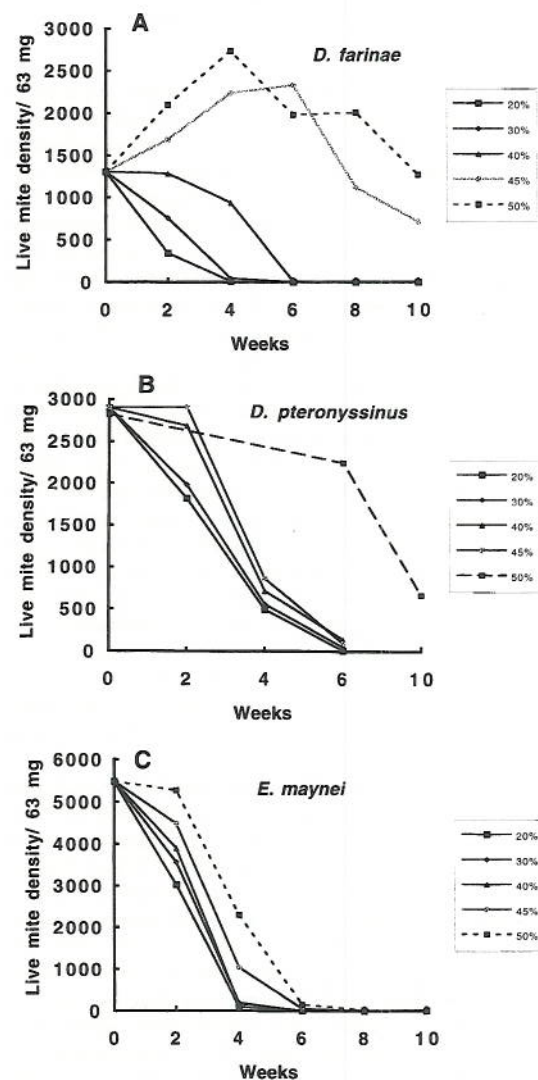 A
D. farinae
Live mite density/ 63 mg
3000
2500
2000
1500
1000
500
0
0 2 4 6 8 10
Weeks
20%
30%
40%
45%
50%
B
D. pteronyssinus
Live mite density/ 63 mg
3000
2500
2000
1500
1000
500
0
0 2 4 6 10
Weeks
20%
30%
40%
45%
50%
C
E. maynei
Live mite density/ 63 mg
6000
5000
4000
3000
2000
1000
0
0 2 4 6 8 10
Weeks
20%
30%
40%
45%
50%